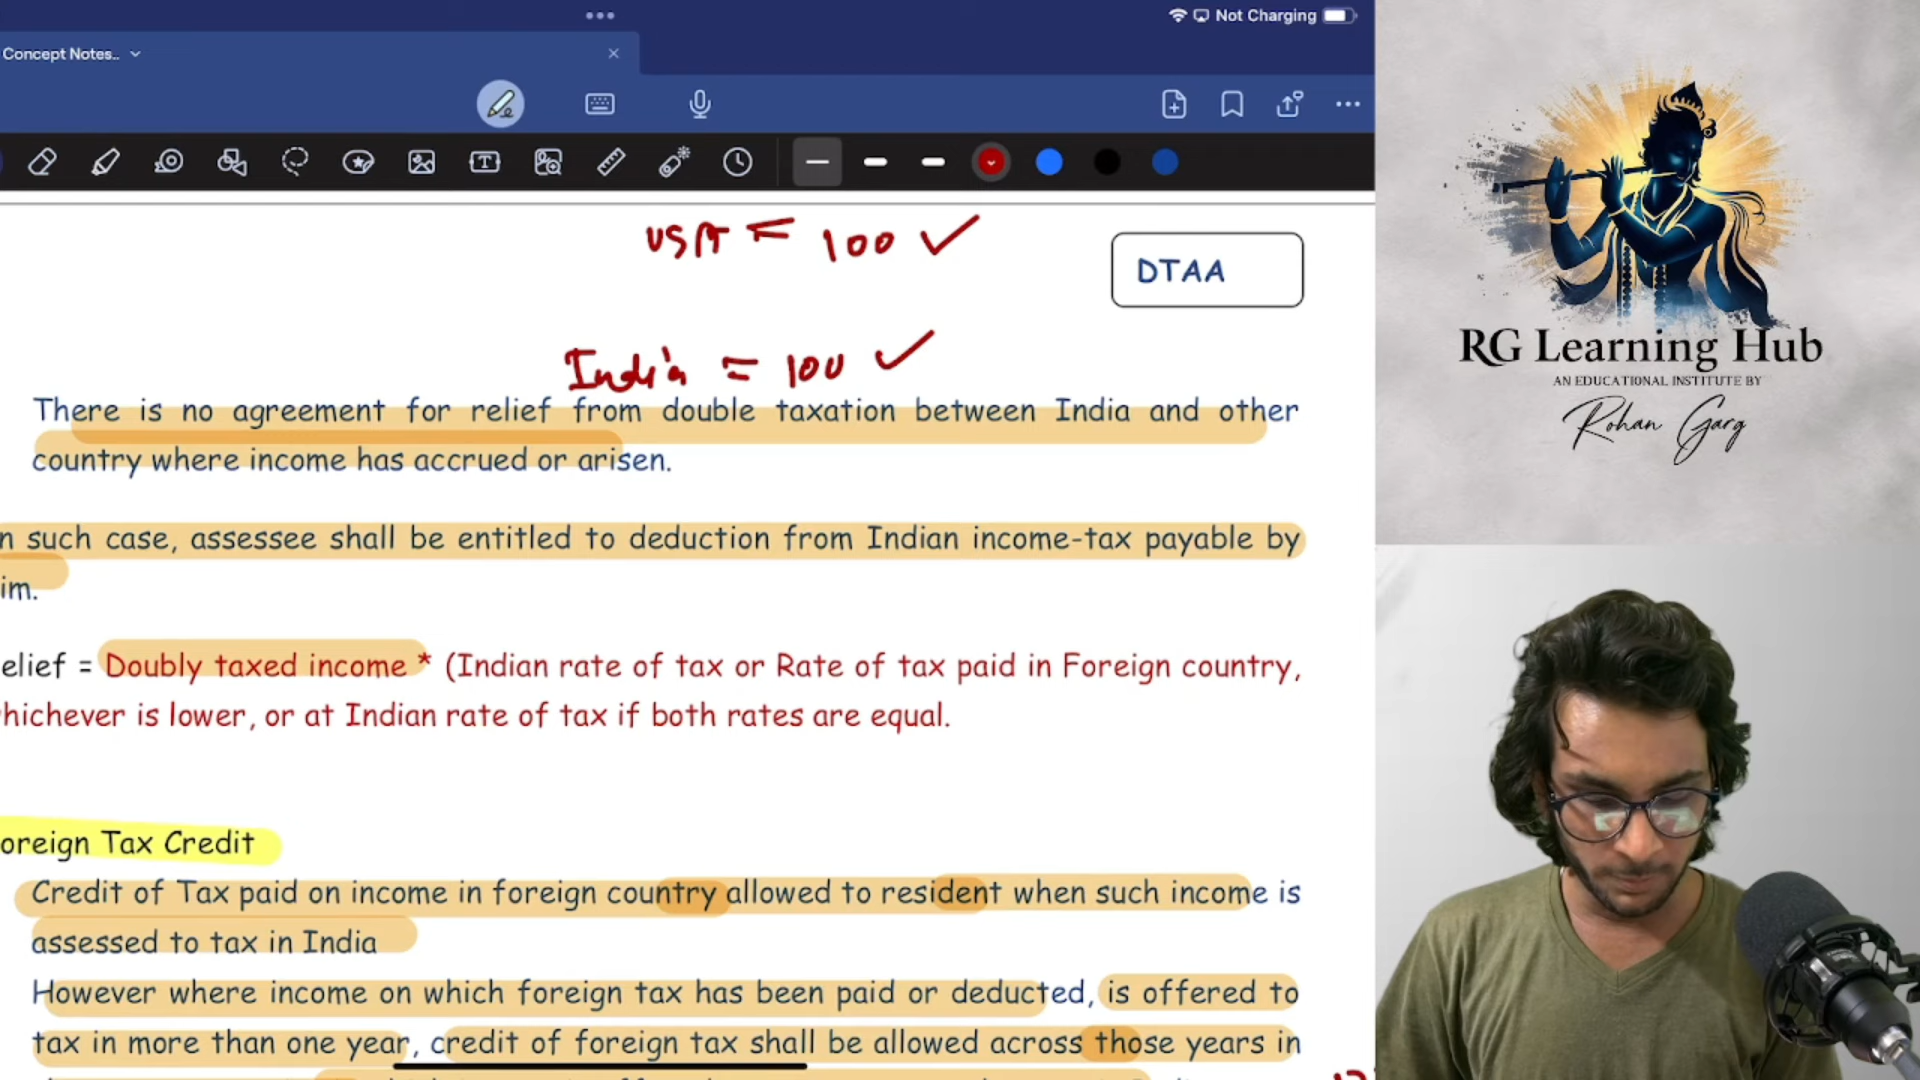 Not Charging
Concept Notes..
USA = 100
DTAA
India = 100
There is no agreement for relief from double taxation between India and other
country where income has accrued or arisen.
n such case, assessee shall be entitled to deduction from Indian income-tax payable by
im.
elief = Doubly taxed income * (Indian rate of tax or Rate of tax paid in Foreign country,
hichever is lower, or at Indian rate of tax if both rates are equal.
oreign Tax Credit
Credit of Tax paid on income in foreign country allowed to resident when such income is
assessed to tax in India
However where income on which foreign tax has been paid or deducted, is offered to
tax in more than one year, credit of foreign tax shall be allowed across those years in
RG Learning Hub
AN EDUCATIONAL INSTITUTE BY
Rohan Garg